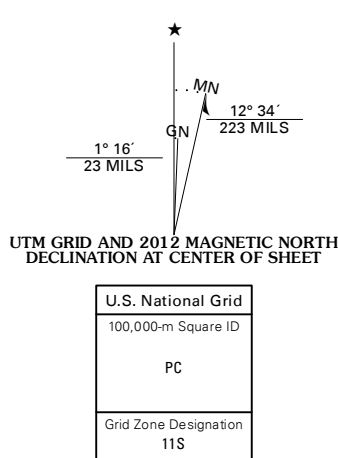 ★
MN
12° 34´
223 MILS
GN
1° 16´
23 MILS
UTM GRID AND 2012 MAGNETIC NORTH
DECLINATION AT CENTER OF SHEET
U.S. National Grid
100,000-m Square ID
PC
Grid Zone Designation
11S